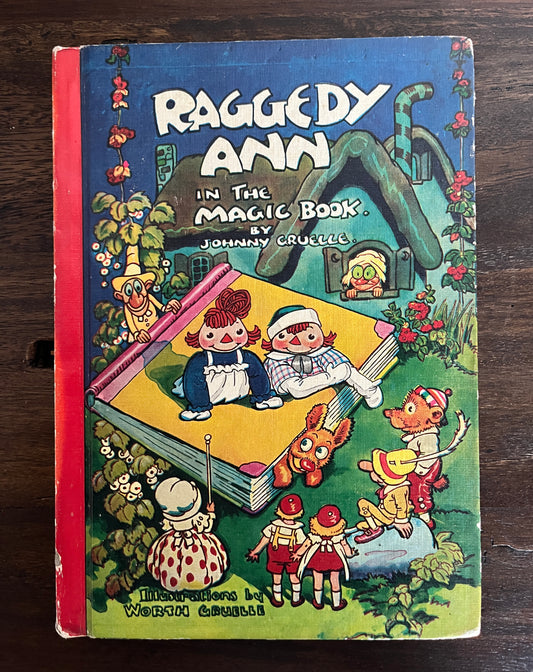 RAGGEDY
ANN
IN THE
MAGIC BOOK.
BY
JOHNNY GRUELLE.
Illustrations by
WORTH GRUELLE